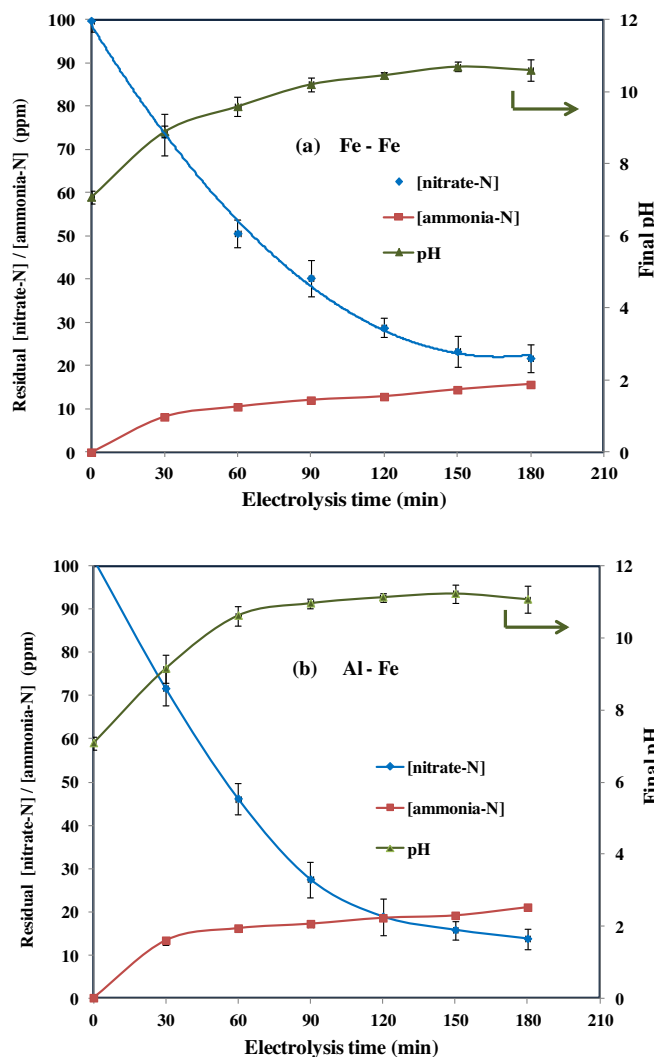 100
90
80
70
60
50
40
30
20
10
0
Residual [nitrate-N] / [ammonia-N] (ppm)
(a) Fe - Fe
[nitrate-N]
[ammonia-N]
pH
12
10
8
6
4
2
0
Final pH
0 30 60 90 120 150 180 210
Electrolysis time (min)
100
90
80
70
60
50
40
30
20
10
0
Residual [nitrate-N] / [ammonia-N] (ppm)
(b) Al - Fe
[nitrate-N]
[ammonia-N]
pH
12
10
8
6
4
2
0
Final pH
0 30 60 90 120 150 180 210
Electrolysis time (min)